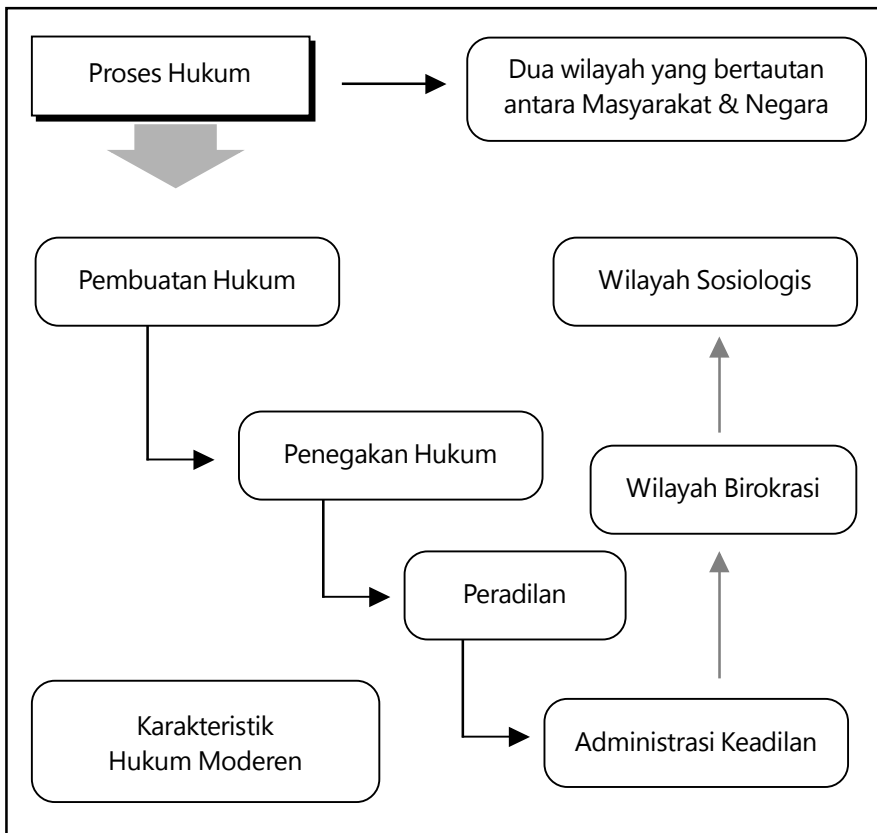 Proses Hukum
Dua wilayah yang bertautan
antara Masyarakat & Negara
Pembuatan Hukum
Wilayah Sosiologis
Penegakan Hukum
Wilayah Birokrasi
Peradilan
Karakteristik
Hukum Moderen
Administrasi Keadilan